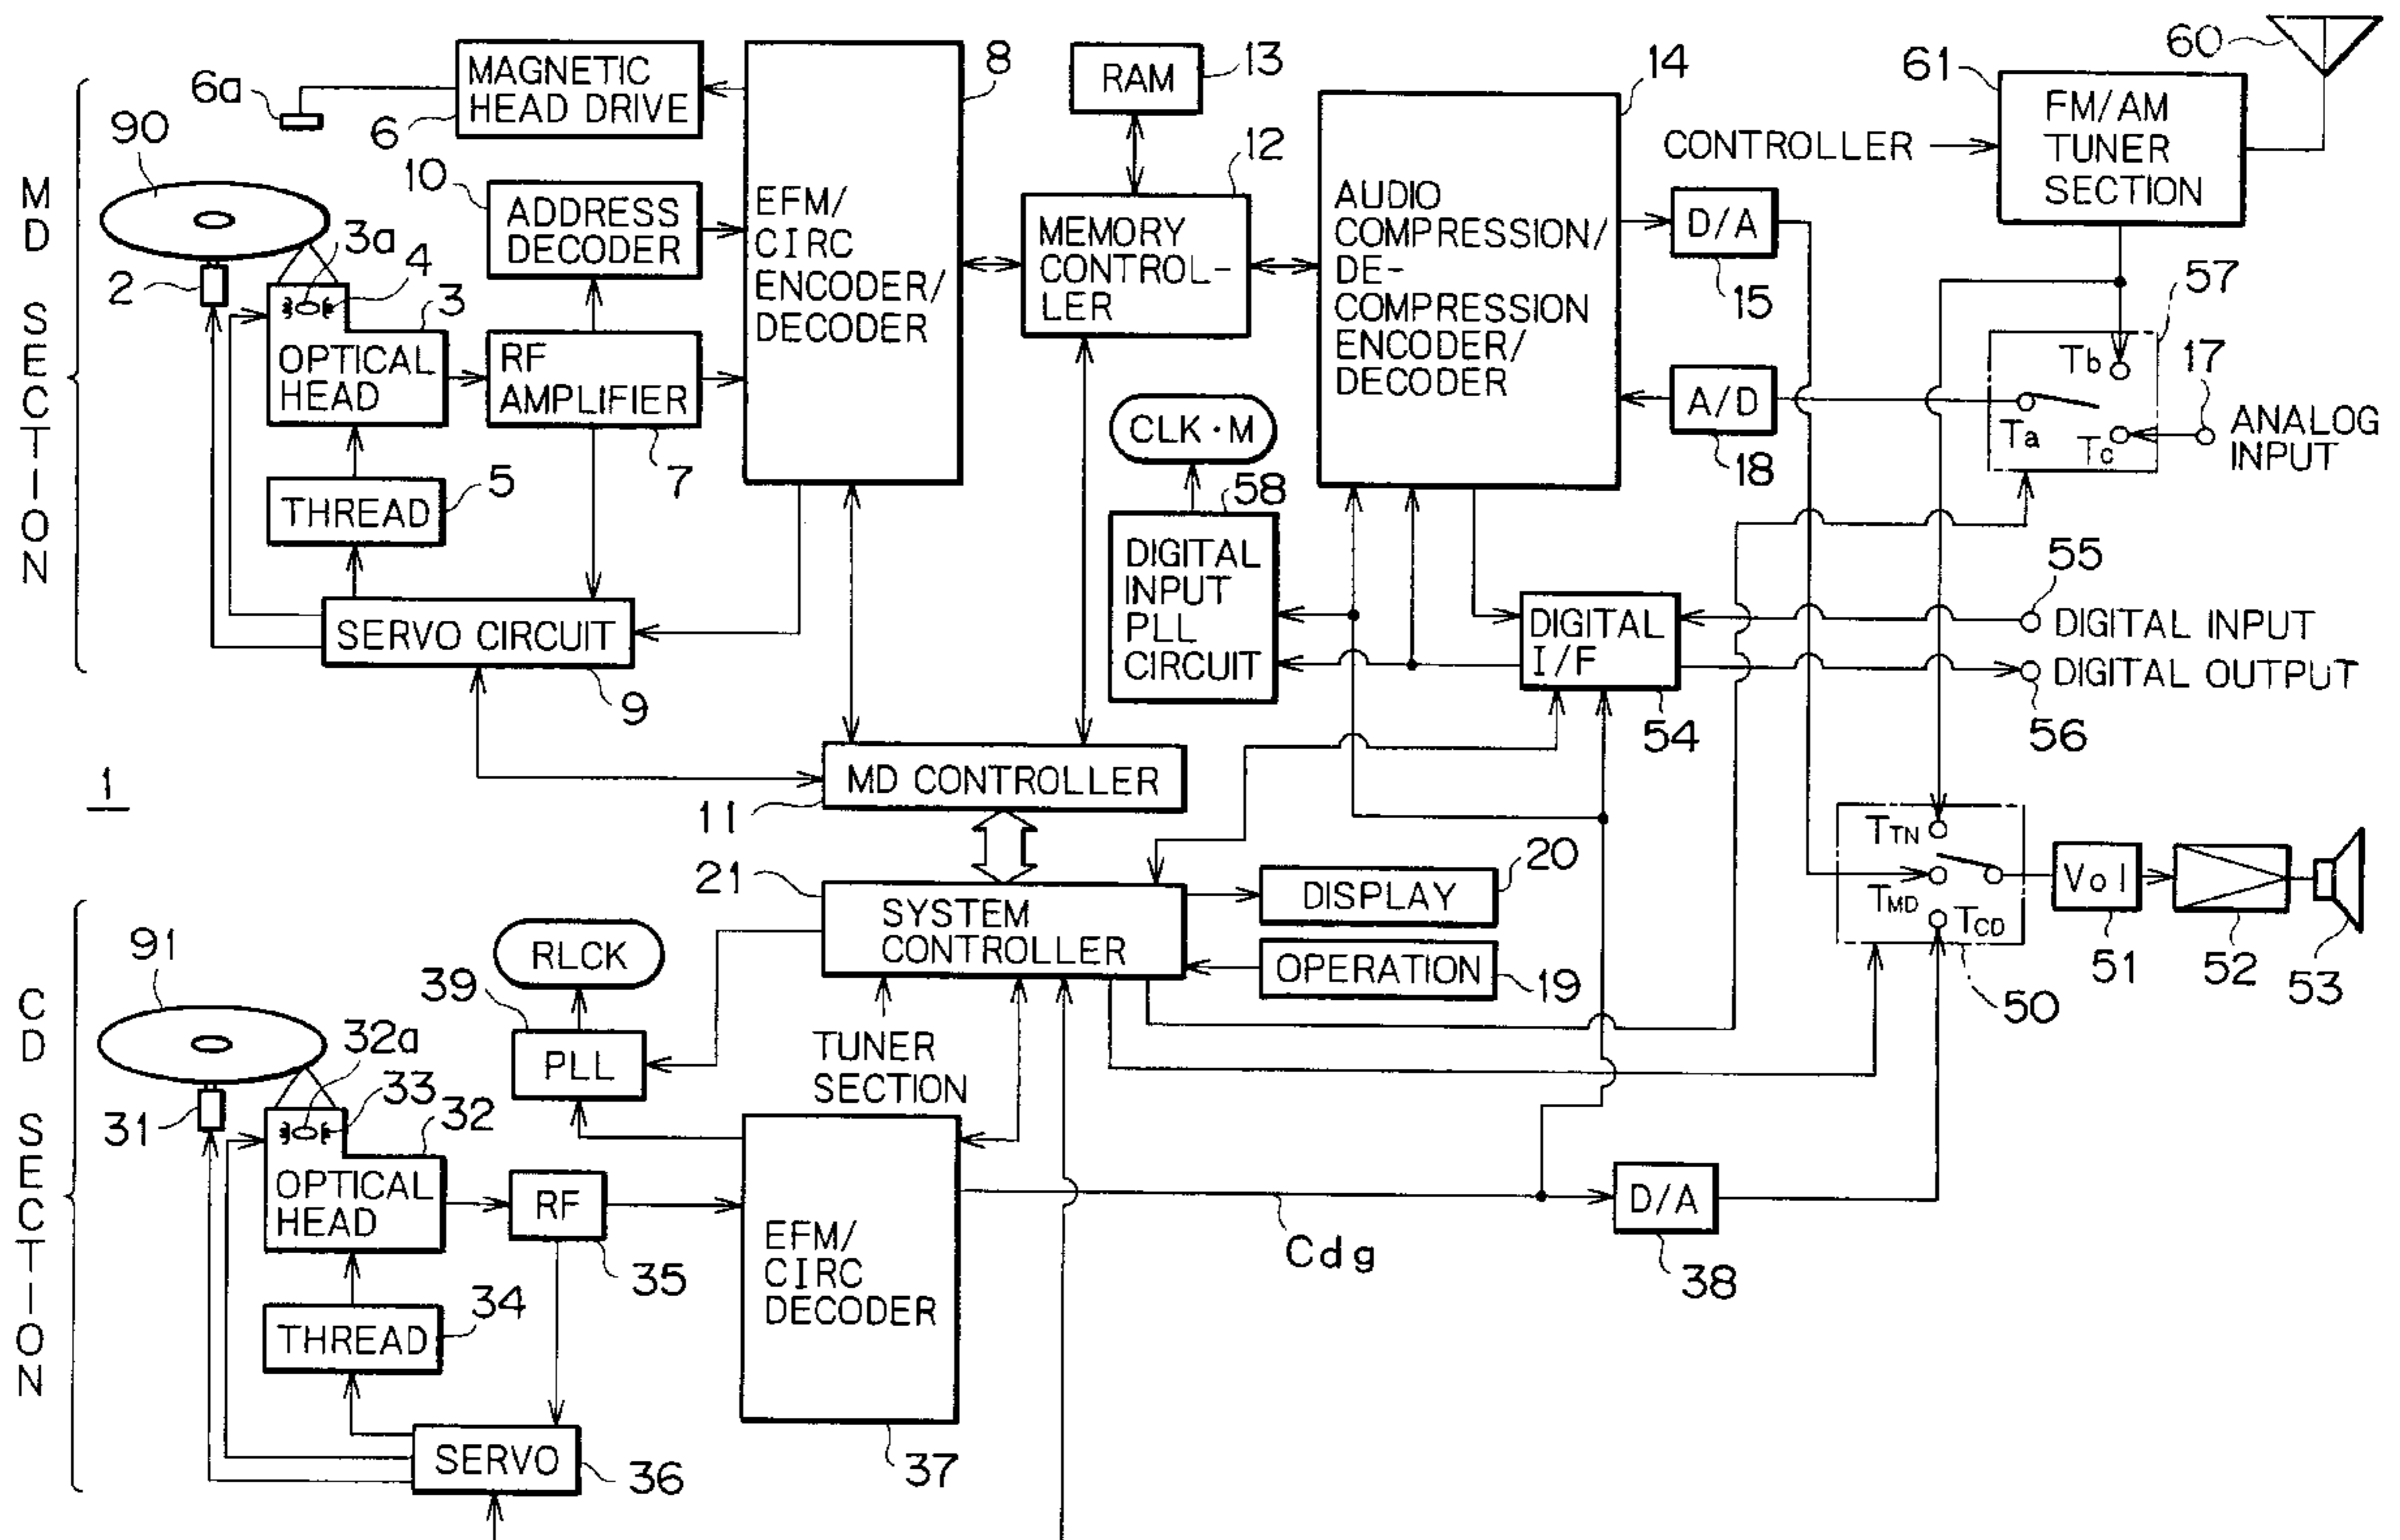 MD SECTION
6a
90
MAGNETIC
HEAD DRIVE
6
8
RAM
13
14
60
61
FM/AM
TUNER
SECTION
CONTROLLER
10
ADDRESS
DECODER
EFM/
CIRC
ENCODER/
DECODER
12
MEMORY
CONTROL-
LER
AUDIO
COMPRESSION/
DE-
COMPRESSION
ENCODER/
DECODER
D/A
15
57
2
3a
4
3
OPTICAL
HEAD
RF
AMPLIFIER
7
CLK·M
A/D
18
Tb
Ta
Tc
17
ANALOG
INPUT
THREAD
5
58
DIGITAL
INPUT
PLL
CIRCUIT
SERVO CIRCUIT
9
DIGITAL
I/F
54
55
DIGITAL INPUT
DIGITAL OUTPUT
56
1
MD CONTROLLER
11
21
SYSTEM
CONTROLLER
DISPLAY
20
OPERATION
19
TTN
TMD
TCD
50
Vol
51
52
53
CD SECTION
91
RLCK
39
PLL
TUNER
SECTION
31
32a
33
32
OPTICAL
HEAD
RF
35
EFM/
CIRC
DECODER
37
Cdg
D/A
38
THREAD
34
SERVO
36